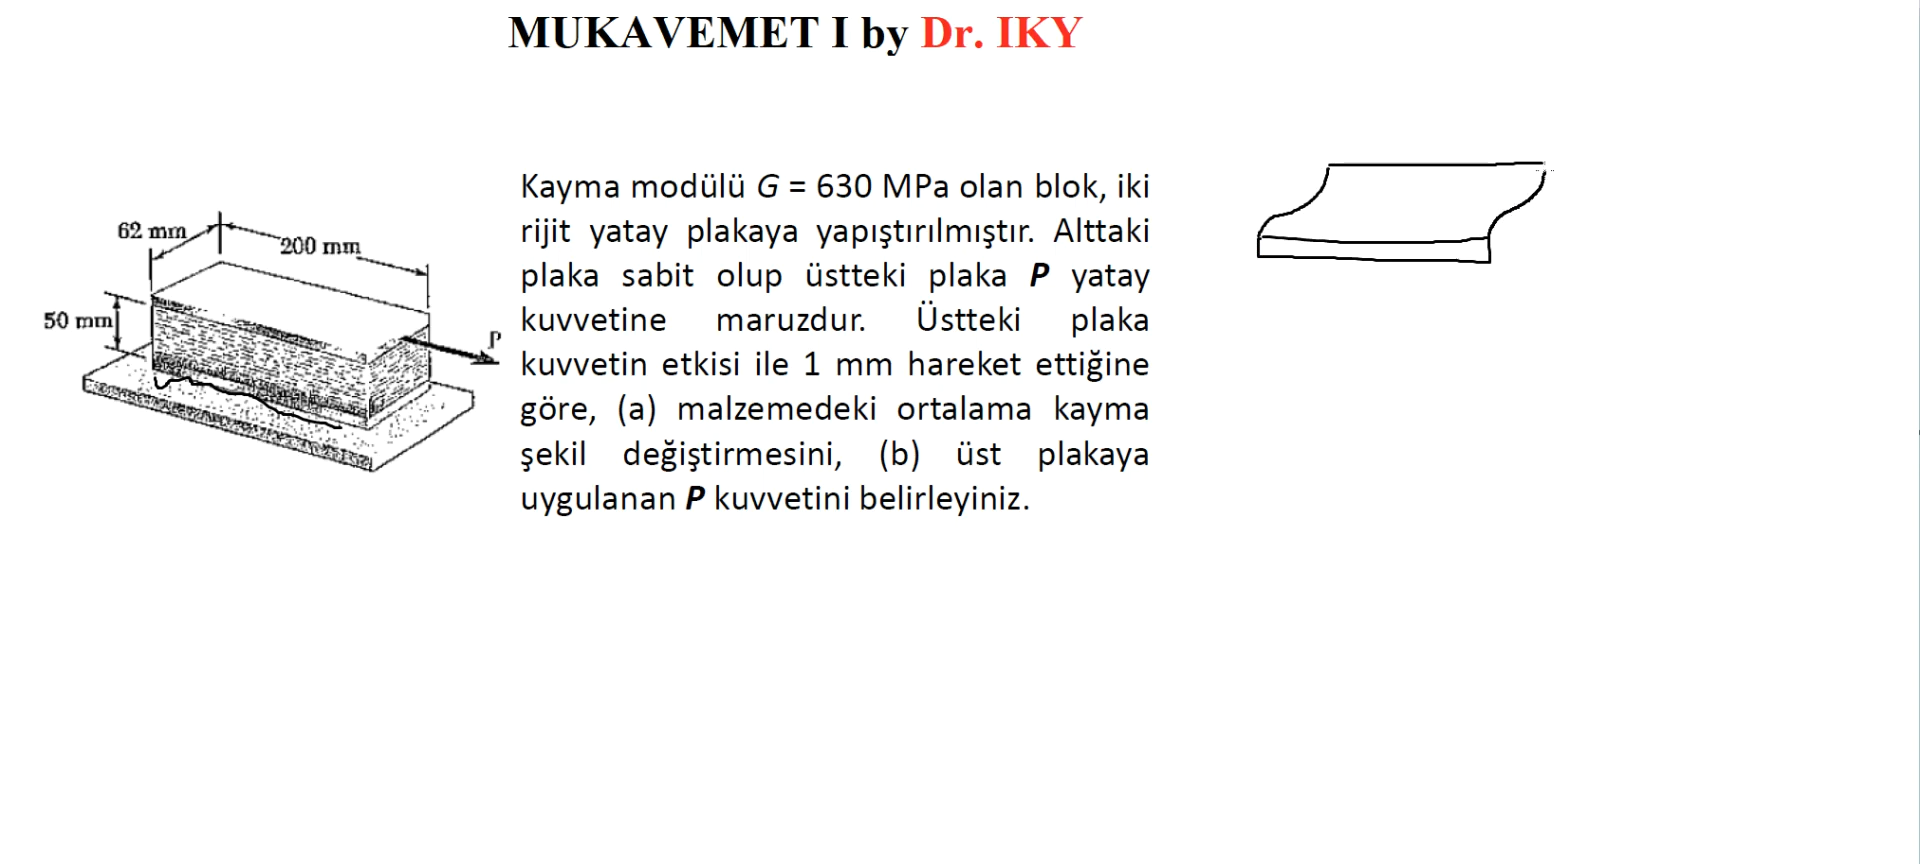 MUKAVEMET I by Dr. IKY
62 mm
200 mm
50 mm
P
Kayma modülü G = 630 MPa olan blok, iki
rijit yatay plakaya yapıştırılmıştır. Alttaki
plaka sabit olup üstteki plaka P yatay
kuvvetine maruzdur. Üstteki plaka
kuvvetin etkisi ile 1 mm hareket ettiğine
göre, (a) malzemedeki ortalama kayma
şekil değiştirmesini, (b) üst plakaya
uygulanan P kuvvetini belirleyiniz.